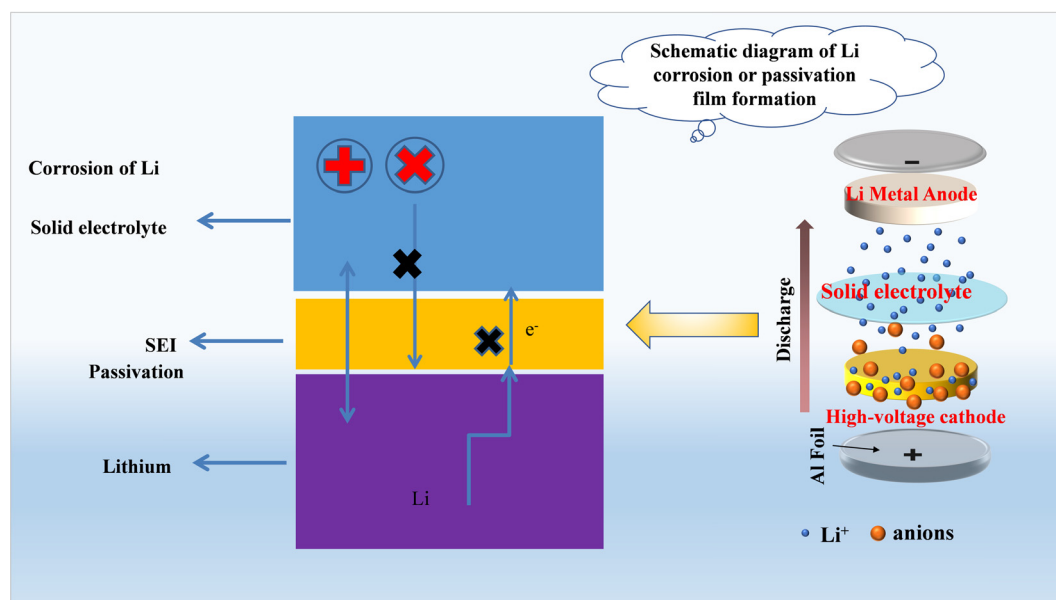 Schematic diagram of Li
corrosion or passivation
film formation
Corrosion of Li
Solid electrolyte
SEI
Passivation
Lithium
e-
Li
-
Li Metal Anode
Discharge
Solid electrolyte
High-voltage cathode
Al Foil
+
Li+
anions